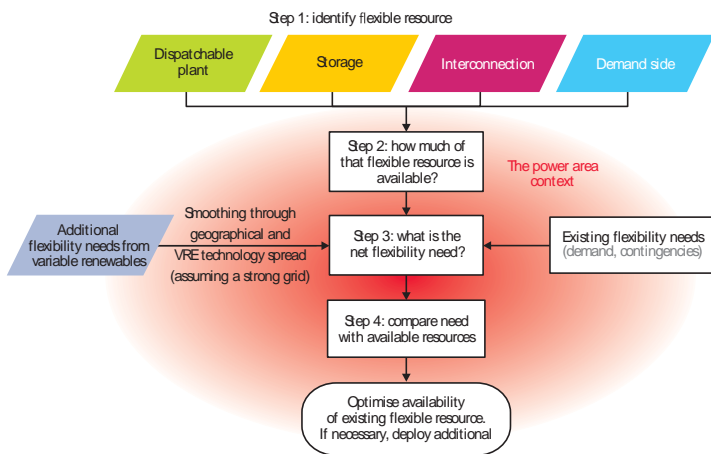 Step 1: identify flexible resource
Dispatchable
plant
Storage
Interconnection
Demand side
Step 2: how much of
that flexible resource is
available?
The power area
context
Additional
flexibility needs from
variable renewables
Smoothing through
geographical and
VRE technology spread
(assuming a strong grid)
Step 3: what is the
net flexibility need?
Existing flexibility needs
(demand, contingencies)
Step 4: compare need
with available resources
Optimise availability
of existing flexible resource.
If necessary, deploy additional